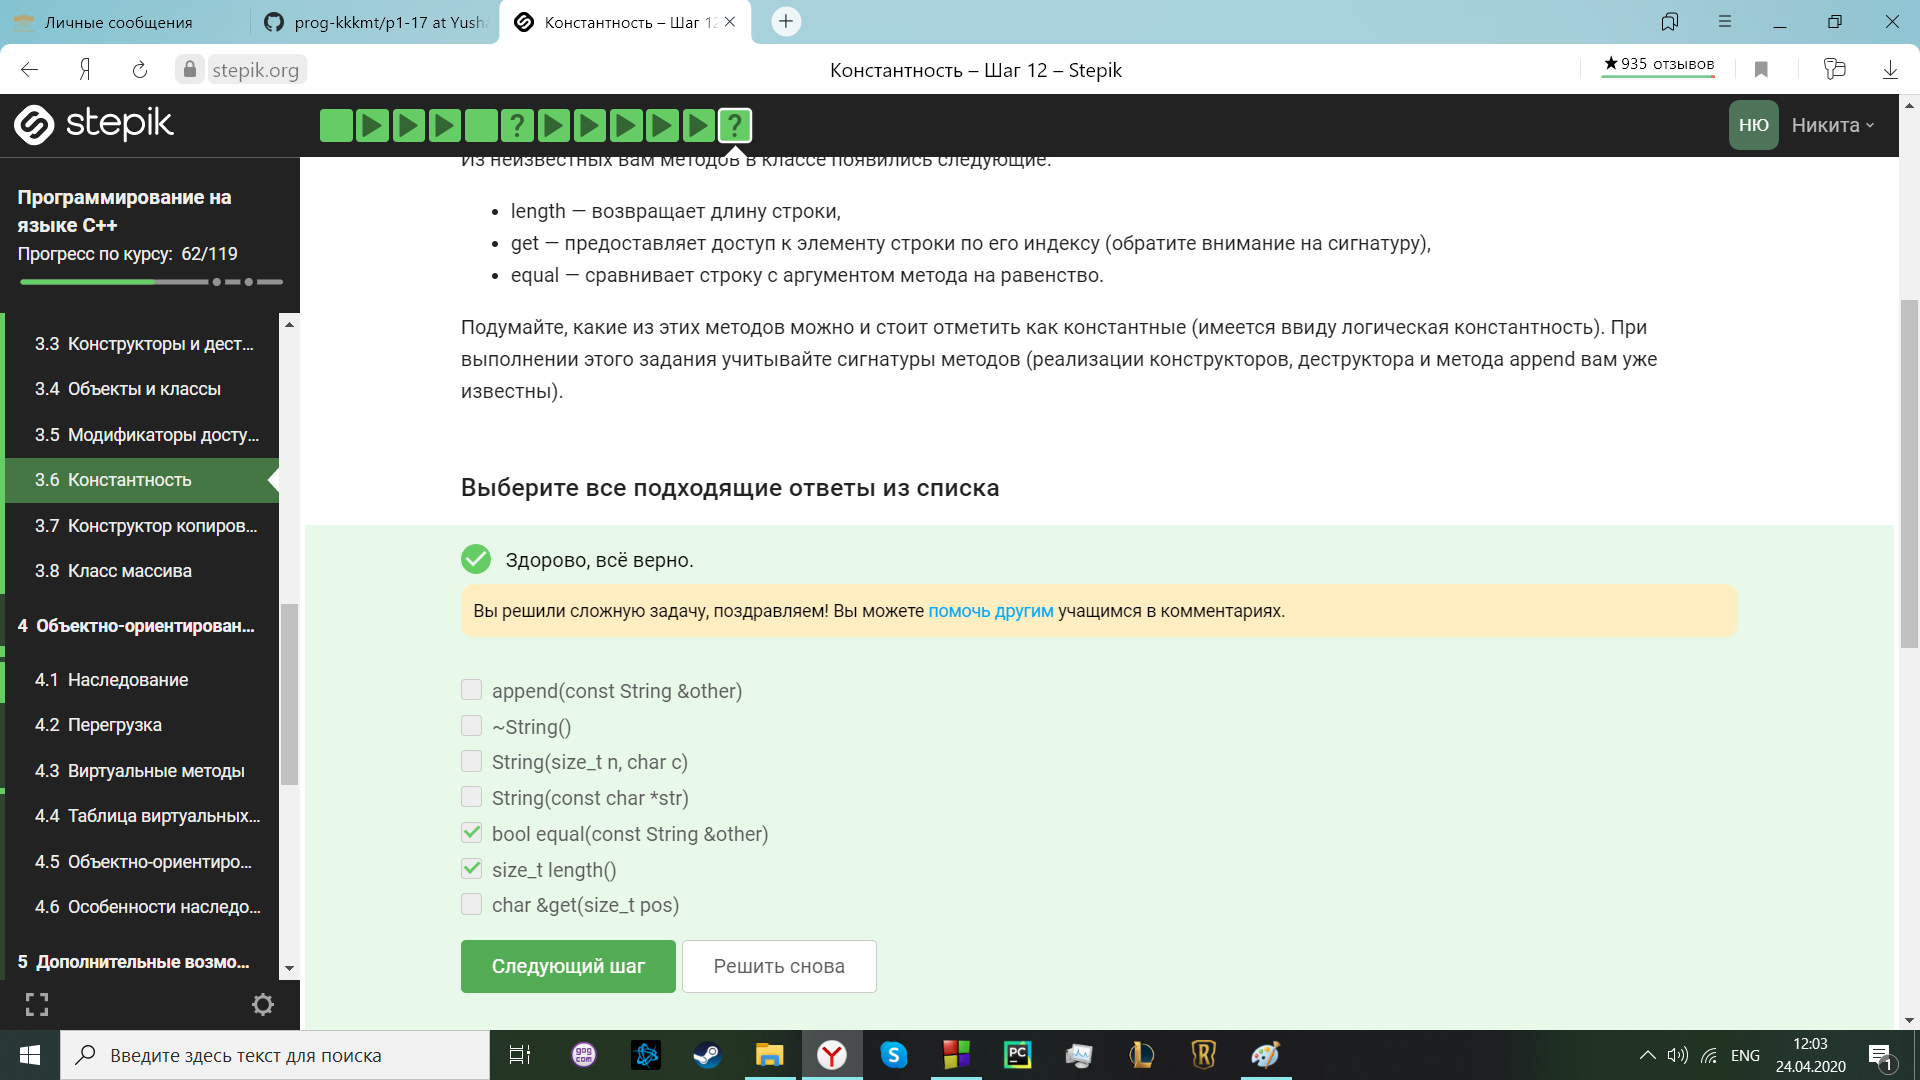 Личные сообщения
prog-kkkmt/p1-17 at Yush
Константность – Шаг 12
stepik.org
Константность – Шаг 12 – Stepik
★935 отзывов
stepik
НЮ
Никита
Программирование на
языке C++
Прогресс по курсу: 62/119
3.3 Конструкторы и дест...
3.4 Объекты и классы
3.5 Модификаторы досту...
3.6 Константность
3.7 Конструктор копиров...
3.8 Класс массива
4 Объектно-ориентирован...
4.1 Наследование
4.2 Перегрузка
4.3 Виртуальные методы
4.4 Таблица виртуальных...
4.5 Объектно-ориентиро...
4.6 Особенности наследо...
5 Дополнительные возмо...
Из неизвестных вам методов в классе появились следующие:
• length — возвращает длину строки,
• get — предоставляет доступ к элементу строки по его индексу (обратите внимание на сигнатуру),
• equal — сравнивает строку с аргументом метода на равенство.
Подумайте, какие из этих методов можно и стоит отметить как константные (имеется ввиду логическая константность). При
выполнении этого задания учитывайте сигнатуры методов (реализации конструкторов, деструктора и метода append вам уже
известны).
Выберите все подходящие ответы из списка
Здорово, всё верно.
Вы решили сложную задачу, поздравляем! Вы можете помочь другим учащимся в комментариях.
append(const String &other)
~String()
String(size_t n, char c)
String(const char *str)
bool equal(const String &other)
size_t length()
char &get(size_t pos)
Следующий шаг
Решить снова
Введите здесь текст для поиска
GOG
COM
PC
ENG
12:03
24.04.2020
1